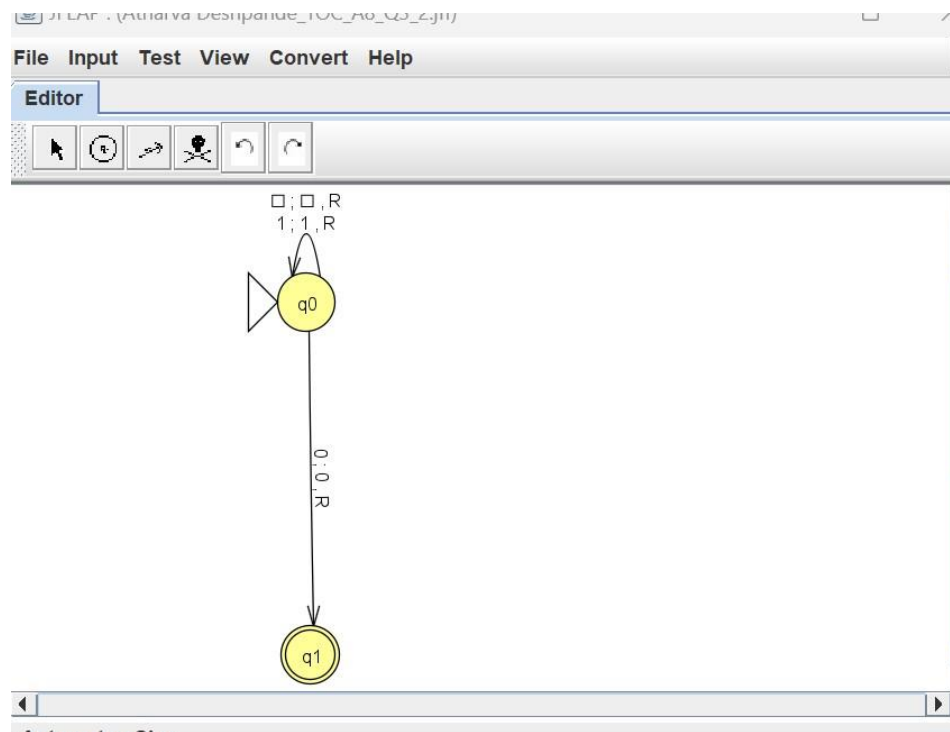 File Input Test View Convert Help
Editor
□ ; □ , R
1 ; 1 , R
q0
0 ; 0 , R
q1